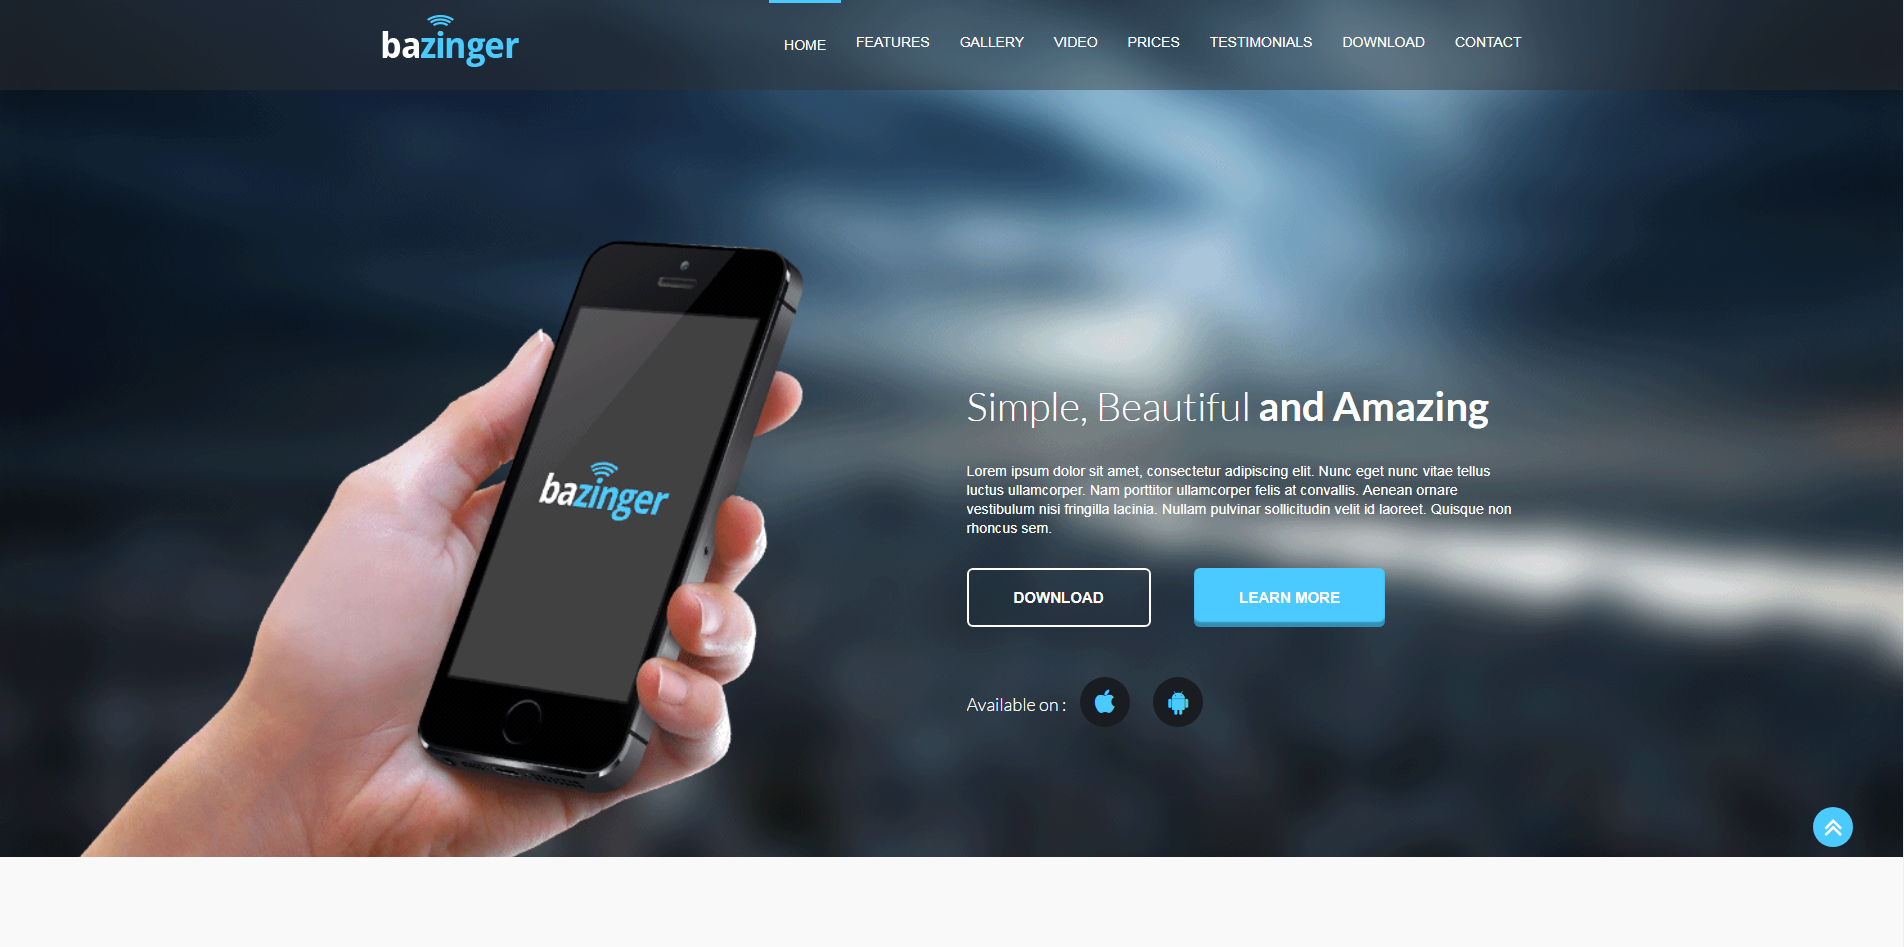 bazinger
HOME FEATURES GALLERY VIDEO PRICES TESTIMONIALS DOWNLOAD CONTACT
bazinger
Simple, Beautiful and Amazing
Lorem ipsum dolor sit amet, consectetur adipiscing elit. Nunc eget nunc vitae tellus
luctus ullamcorper. Nam porttitor ullamcorper felis at convallis. Aenean ornare
vestibulum nisi fringilla lacinia. Nullam pulvinar sollicitudin velit id laoreet. Quisque non
rhoncus sem.
DOWNLOAD LEARN MORE
Available on :